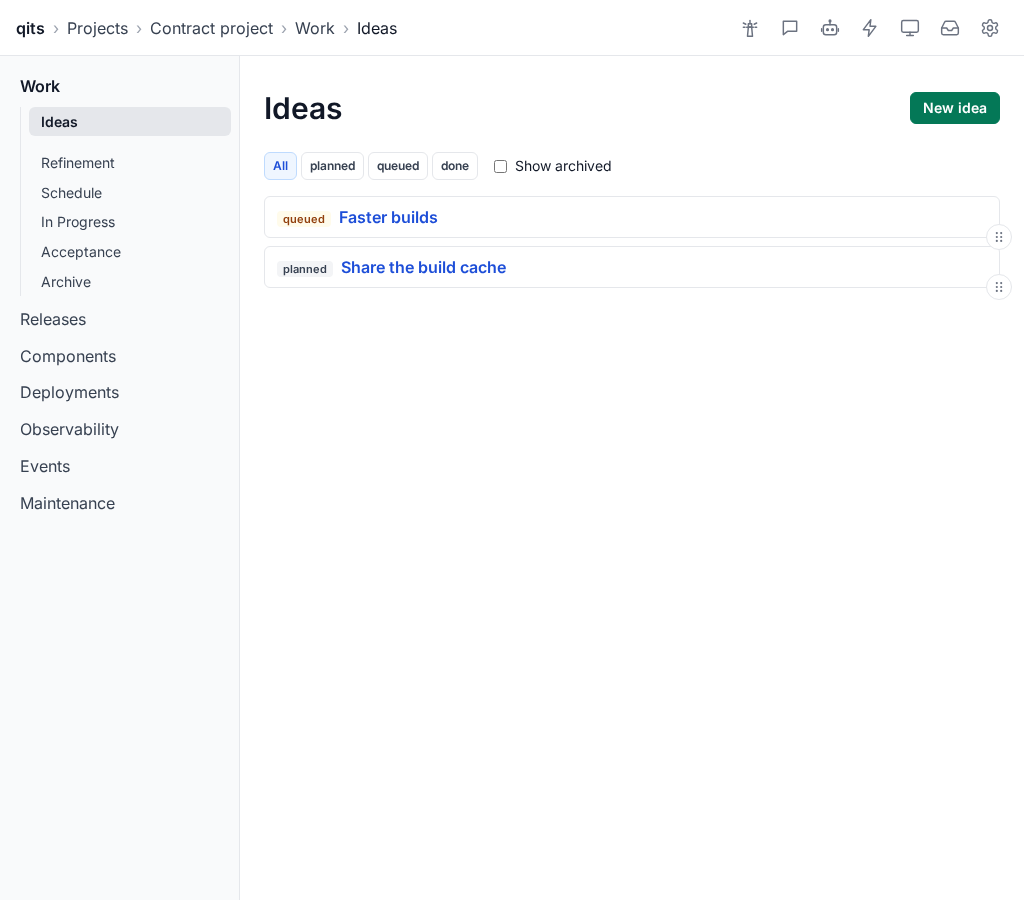 qits › Projects › Contract project › Work › Ideas
Work
Ideas
Refinement
Schedule
In Progress
Acceptance
Archive
Releases
Components
Deployments
Observability
Events
Maintenance
Ideas
New idea
All planned queued done Show archived
queued Faster builds
planned Share the build cache